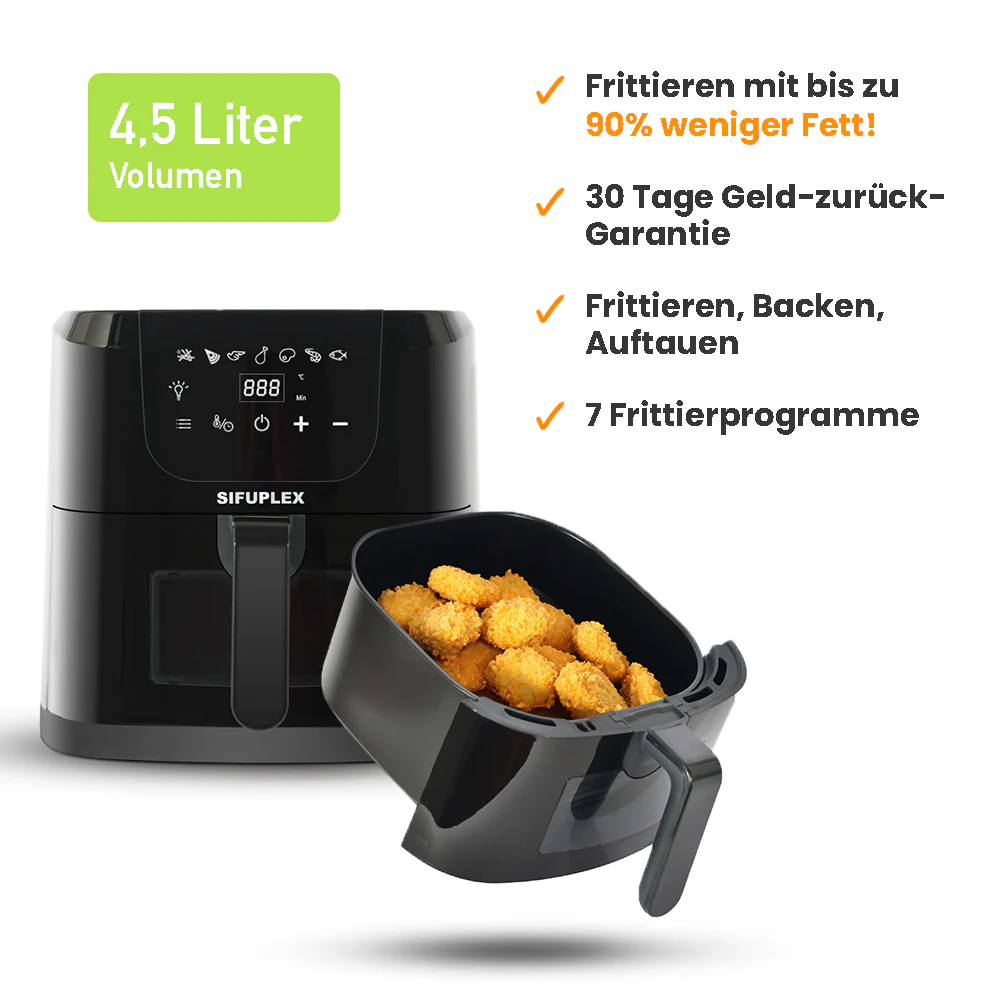 4,5 Liter
Volumen
Frittieren mit bis zu
90% weniger Fett!
30 Tage Geld-zurück-
Garantie
Frittieren, Backen,
Auftauen
7 Frittierprogramme
888
℃
Min
SIFUPLEX